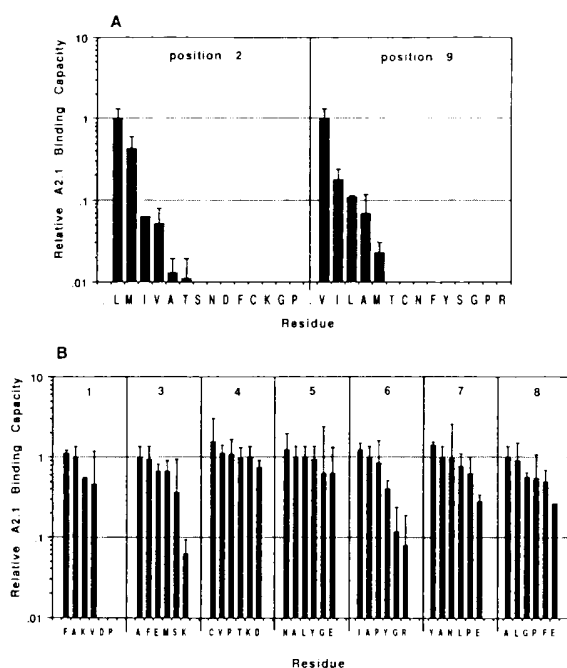 A
position 2
position 9
Relative A2.1 Binding Capacity
10
1
.1
.01
L M I V A T S N D F C K G P
V I L A M T C N F Y S G P R
Residue
B
1 3 4 5 6 7 8
Relative A2.1 Binding Capacity
10
1
.1
.01
F A K V D P
A F E M S K
C V P T K D
N A L Y G E
I A P Y G R
Y A N L P E
A L G P F E
Residue